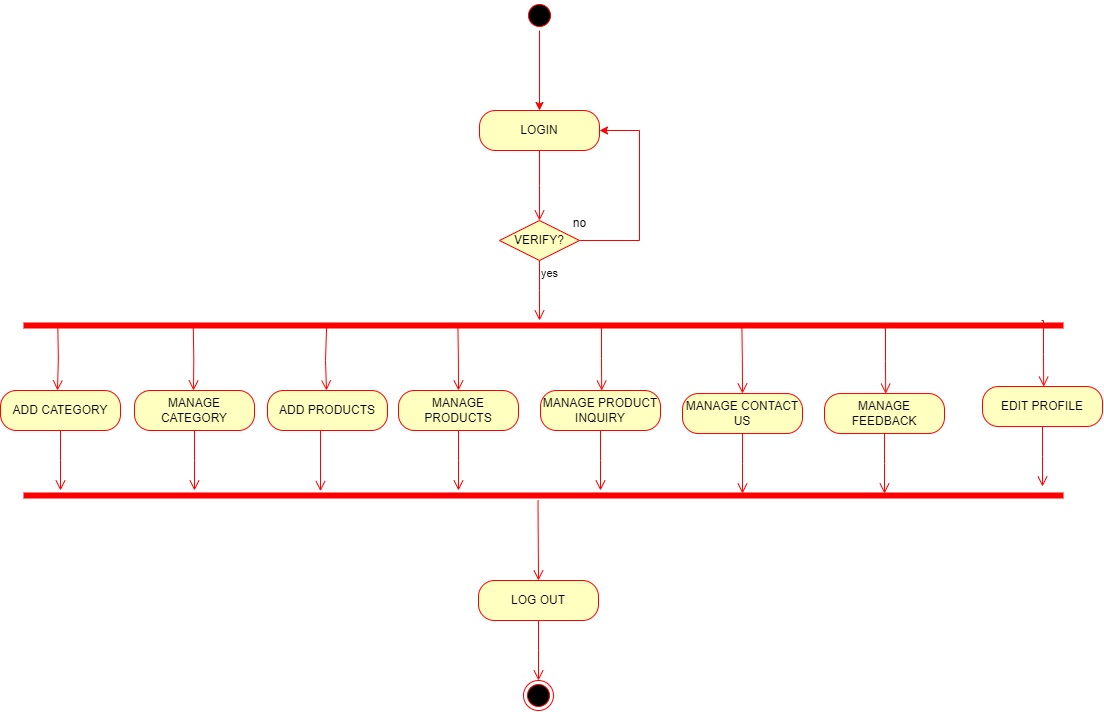 LOGIN
no
VERIFY?
yes
ADD CATEGORY
MANAGE
CATEGORY
ADD PRODUCTS
MANAGE
PRODUCTS
MANAGE PRODUCT
INQUIRY
MANAGE CONTACT
US
MANAGE
FEEDBACK
EDIT PROFILE
LOG OUT